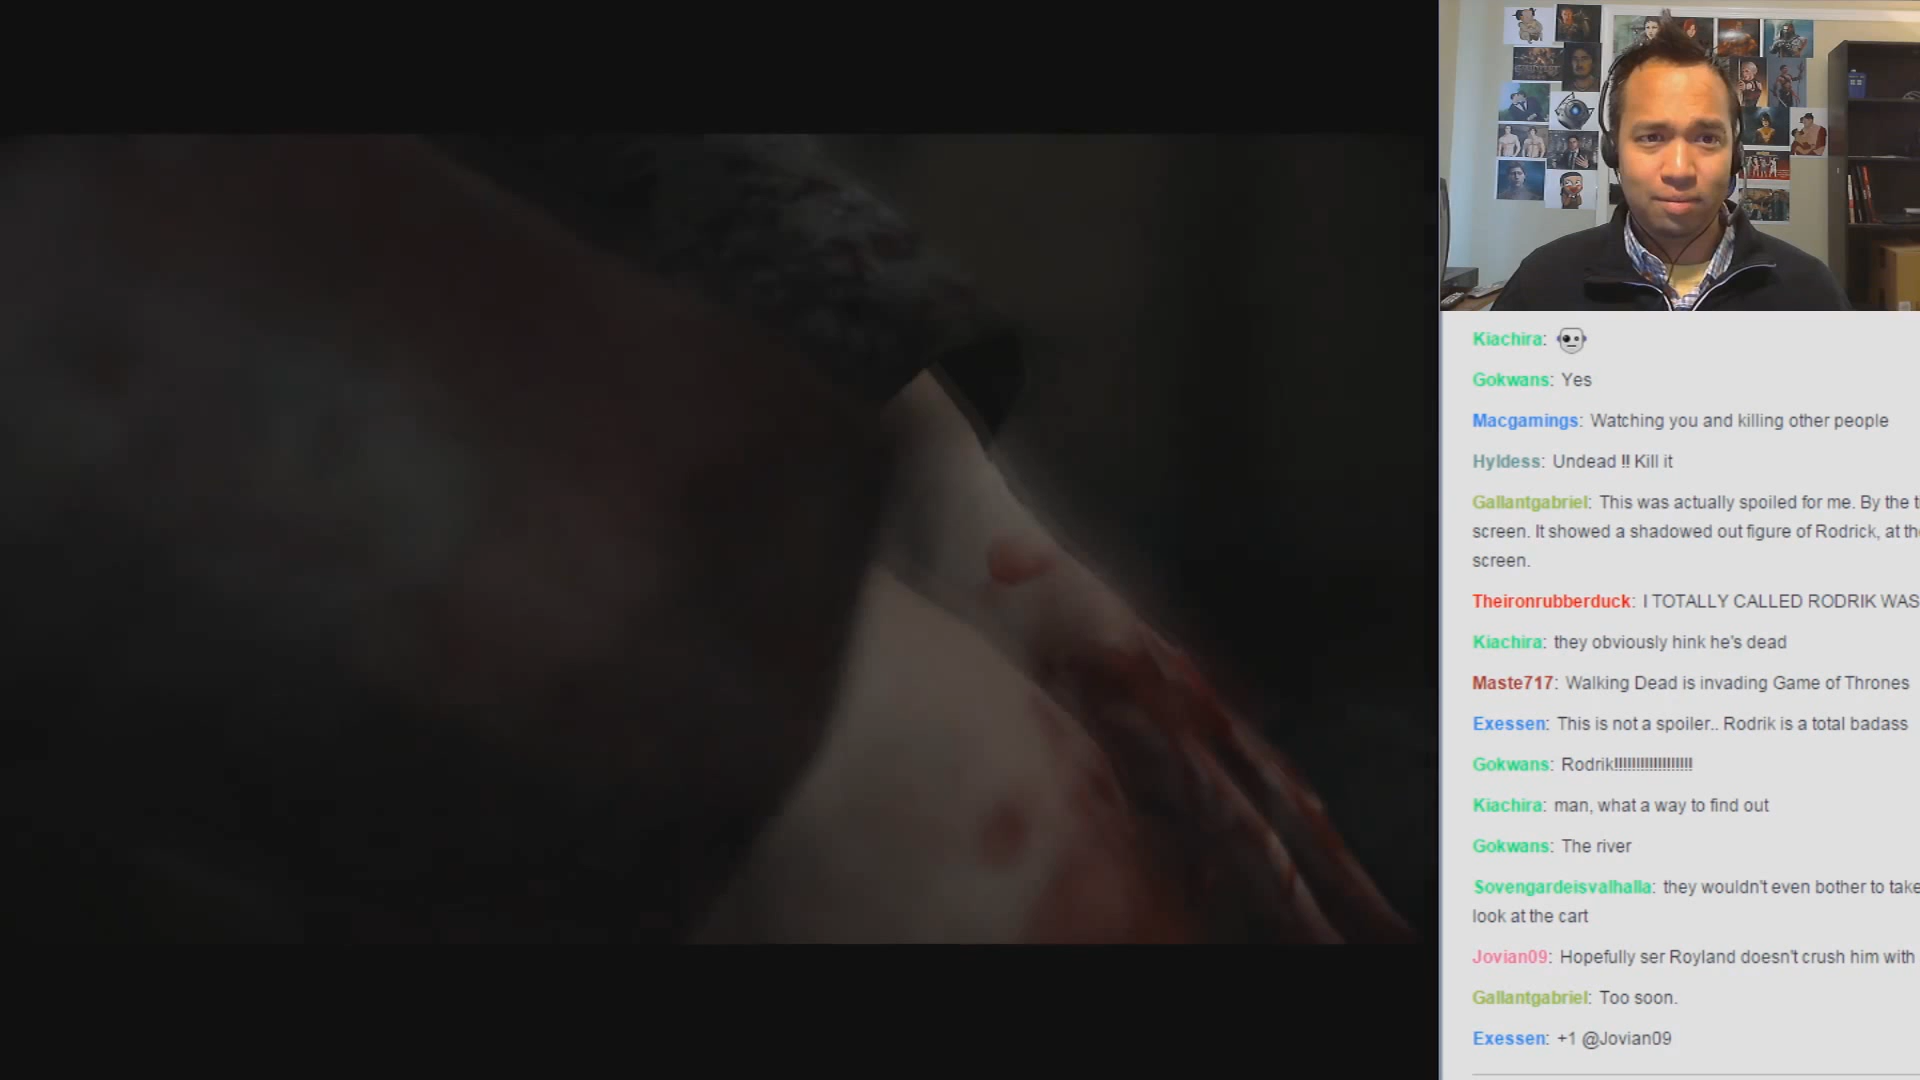 Kiachira:
Gokwans: Yes
Macgamings: Watching you and killing other people
Hyldess: Undead !! Kill it
Gallantgabriel: This was actually spoiled for me. By the
screen. It showed a shadowed out figure of Rodrick, at
screen.
Theironrubberduck: I TOTALLY CALLED RODRIK WAS
Kiachira: they obviously hink he's dead
Maste717: Walking Dead is invading Game of Thrones
Exessen: This is not a spoiler.. Rodrik is a total badass
Gokwans: Rodrik!!!!!!!!!!!!!!!!!!
Kiachira: man, what a way to find out
Gokwans: The river
Sovengardeisvalhalla: they wouldn't even bother to take
look at the cart
Jovian09: Hopefully ser Royland doesn't crush him with
Gallantgabriel: Too soon.
Exessen: +1 @Jovian09